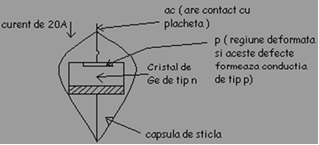 ac ( are contact cu
placheta )
curent de 20A
p ( regiune deformata
si aceste defecte
formeaza conductia
de tip p )
Cristal de
Ge de tip n
capsula de sticla